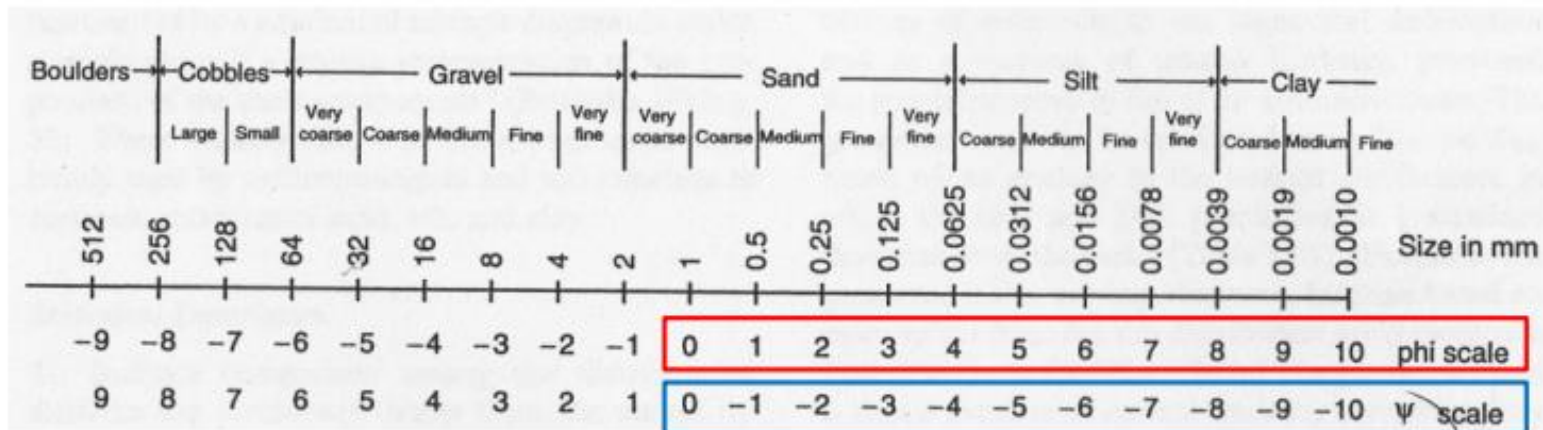 Boulders Cobbles Gravel Sand Silt Clay
Large Small Very coarse Coarse Medium Fine Very fine Very coarse Coarse Medium Fine Very fine Coarse Medium Fine Very fine Coarse Medium Fine
512 256 128 64 32 16 8 4 2 1 0.5 0.25 0.125 0.0625 0.0312 0.0156 0.0078 0.0039 0.0019 0.0010 Size in mm
−9 −8 −7 −6 −5 −4 −3 −2 −1 0 1 2 3 4 5 6 7 8 9 10 phi scale
9 8 7 6 5 4 3 2 1 0 −1 −2 −3 −4 −5 −6 −7 −8 −9 −10 ψ scale